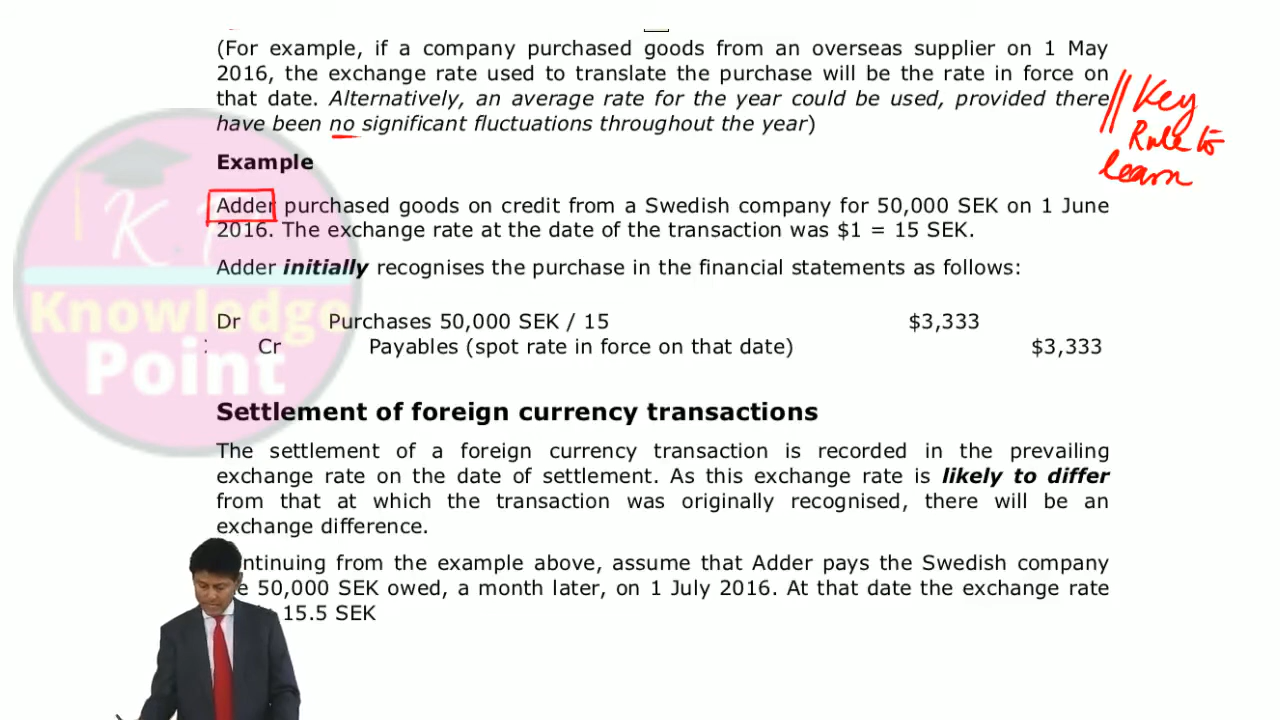 (For example, if a company purchased goods from an overseas supplier on 1 May
2016, the exchange rate used to translate the purchase will be the rate in force on
that date. Alternatively, an average rate for the year could be used, provided there
have been no significant fluctuations throughout the year)
Key
Rule to
learn
Example
Adder purchased goods on credit from a Swedish company for 50,000 SEK on 1 June
2016. The exchange rate at the date of the transaction was $1 = 15 SEK.
Adder initially recognises the purchase in the financial statements as follows:
Dr Purchases 50,000 SEK / 15 $3,333
Cr Payables (spot rate in force on that date) $3,333
K.P
Knowledge
Point
Settlement of foreign currency transactions
The settlement of a foreign currency transaction is recorded in the prevailing
exchange rate on the date of settlement. As this exchange rate is likely to differ
from that at which the transaction was originally recognised, there will be an
exchange difference.
ontinuing from the example above, assume that Adder pays the Swedish company
e 50,000 SEK owed, a month later, on 1 July 2016. At that date the exchange rate
15.5 SEK